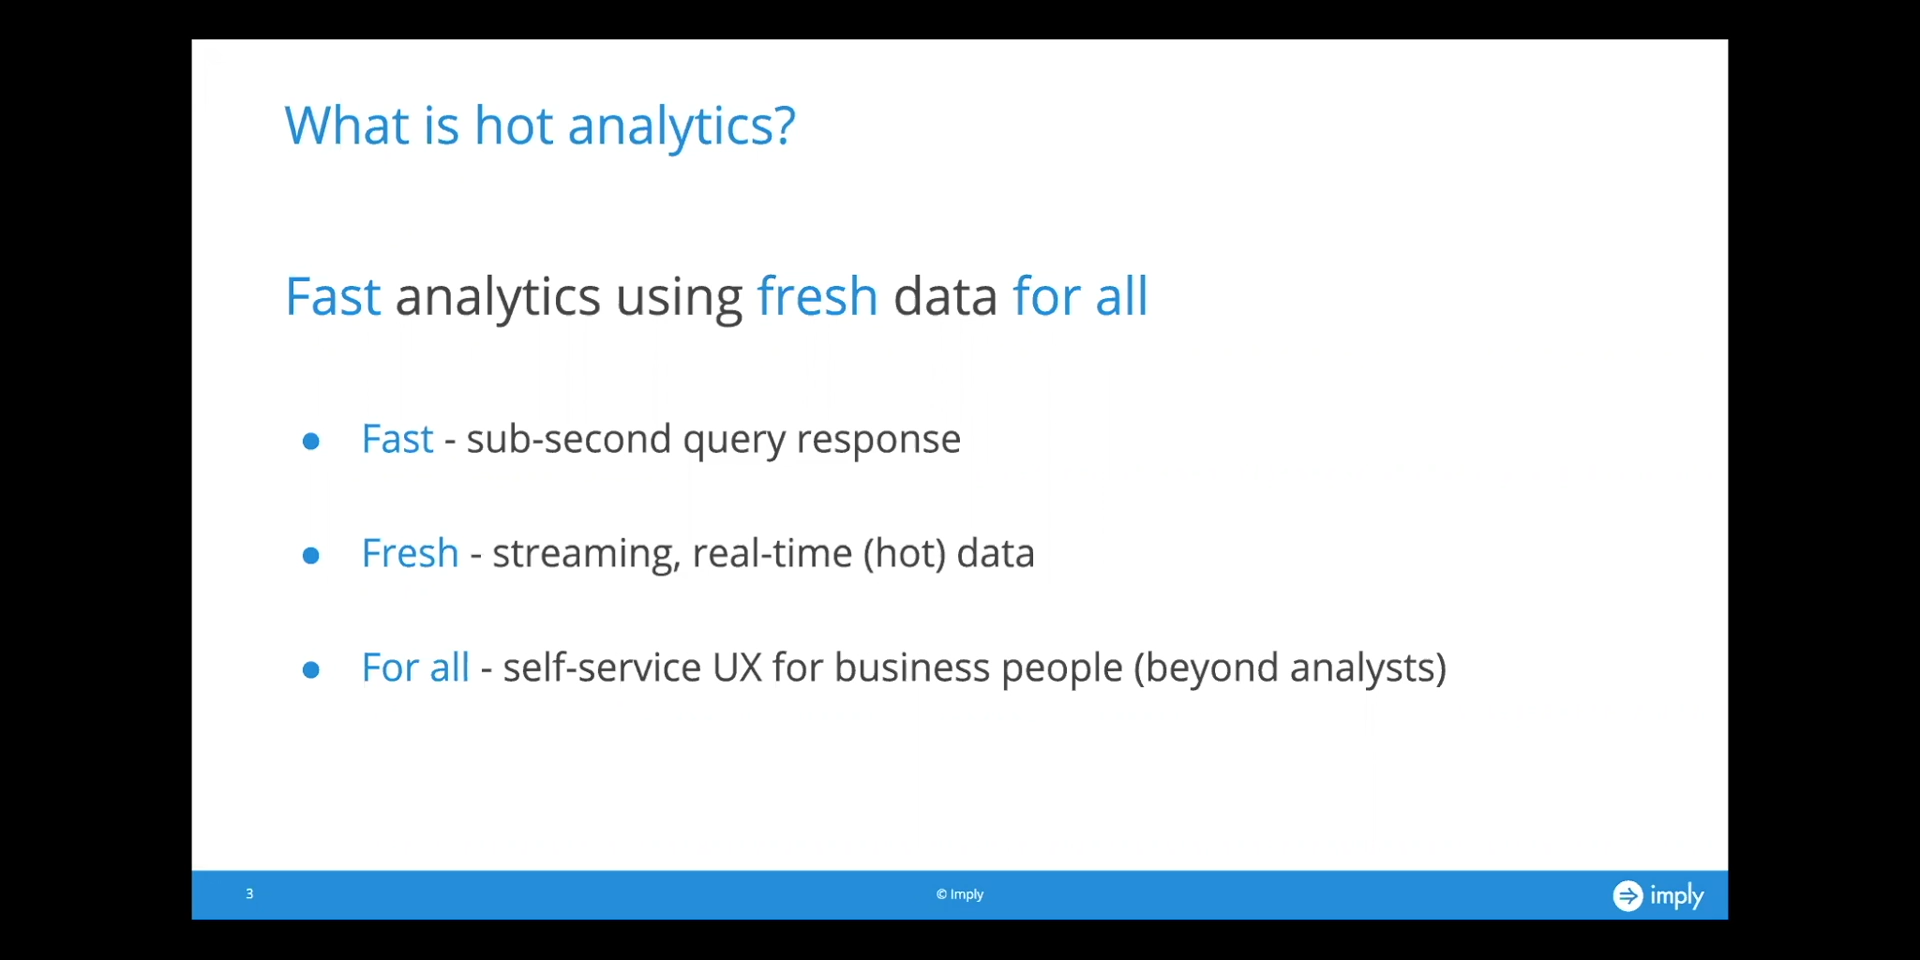 What is hot analytics?
Fast analytics using fresh data for all
● Fast - sub-second query response
● Fresh - streaming, real-time (hot) data
● For all - self-service UX for business people (beyond analysts)
3
© Imply
imply